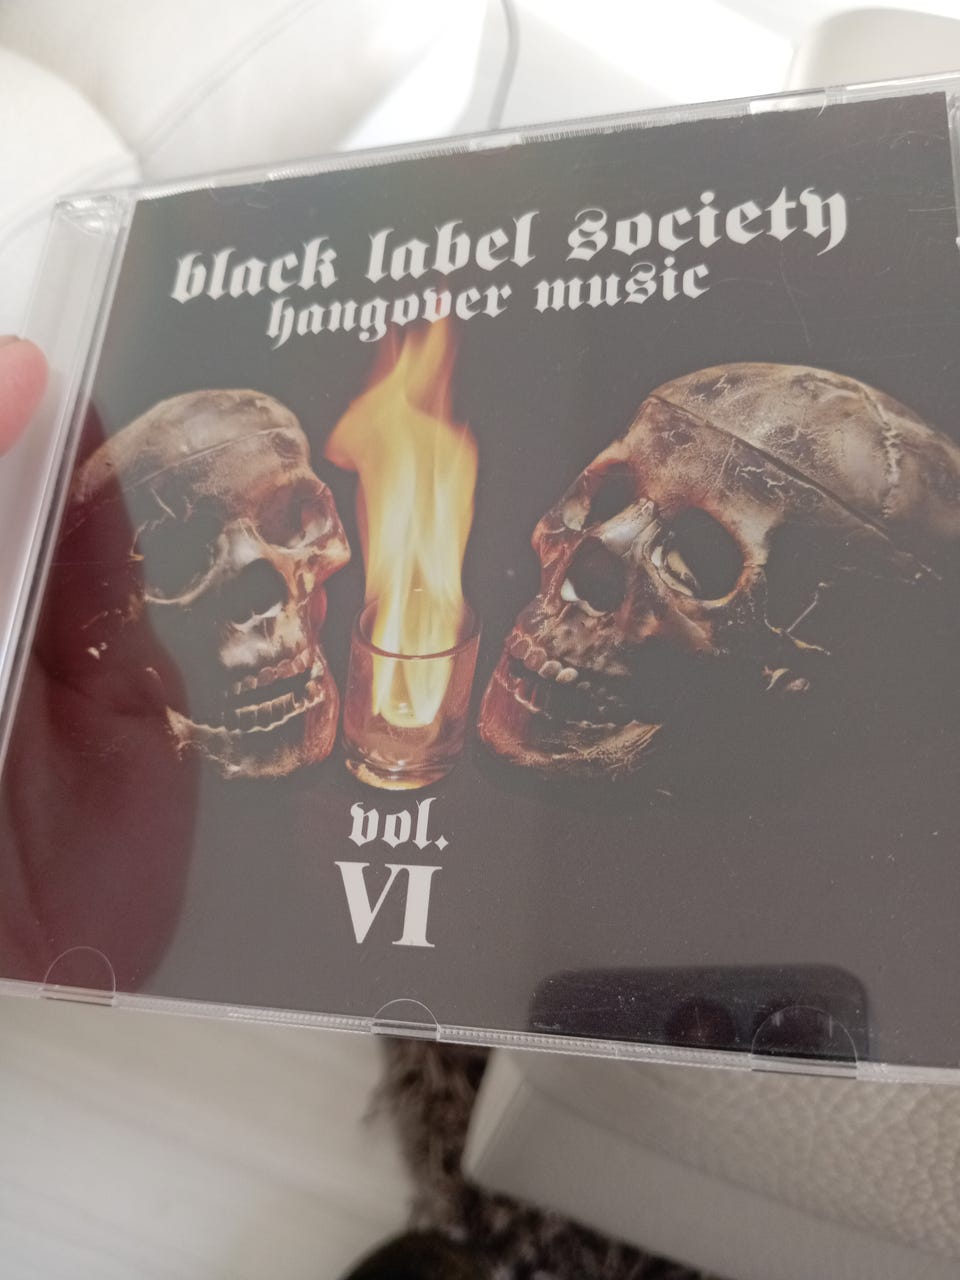 black label society
hangover music
vol.
VI